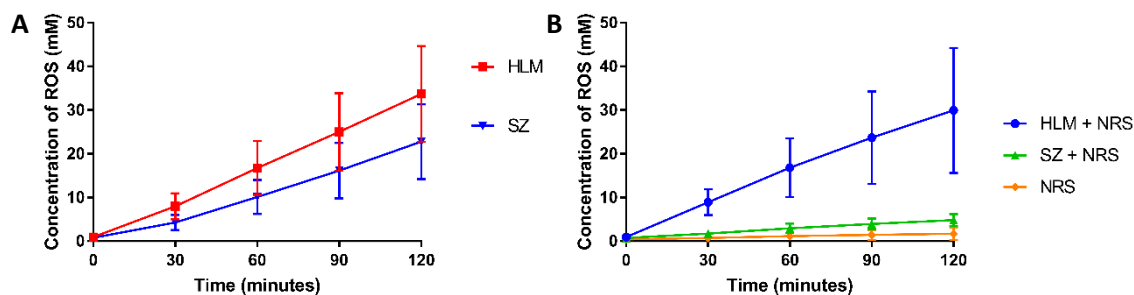 A
Concentration of ROS (mM)
50
40
30
20
10
0
0 30 60 90 120
Time (minutes)
HLM
SZ
B
Concentration of ROS (mM)
50
40
30
20
10
0
0 30 60 90 120
Time (minutes)
HLM + NRS
SZ + NRS
NRS